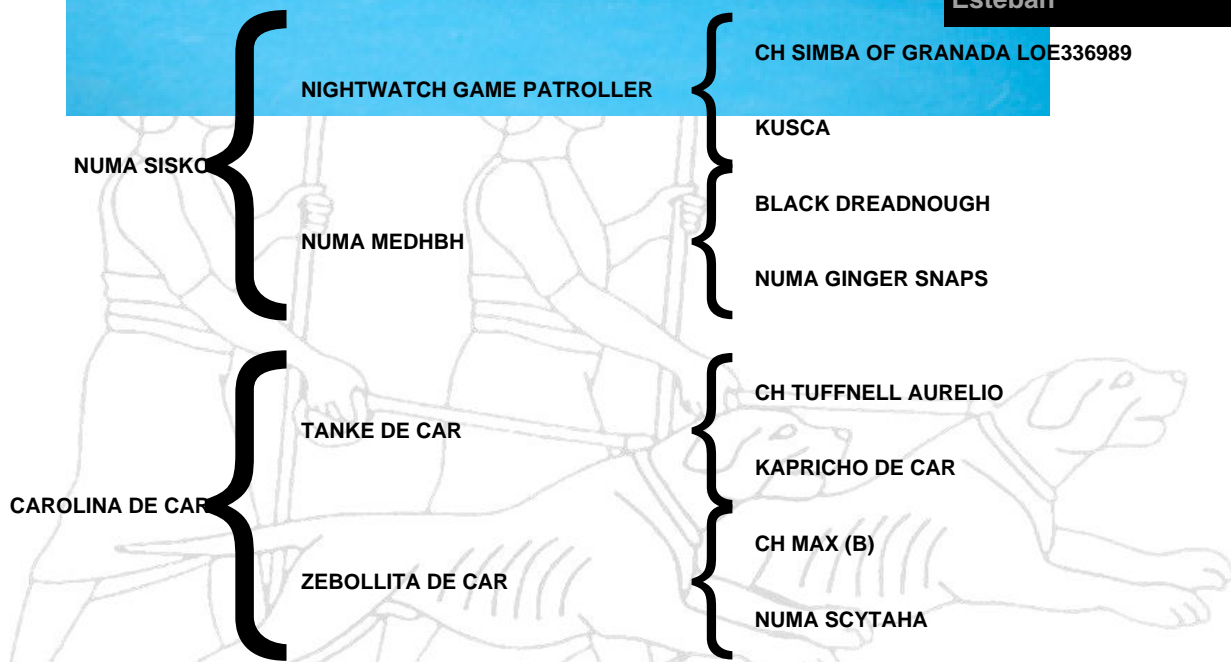 Esteban
CH SIMBA OF GRANADA LOE336989
NIGHTWATCH GAME PATROLLER
KUSCA
NUMA SISKO
BLACK DREADNOUGH
NUMA MEDHBH
NUMA GINGER SNAPS
CH TUFFNELL AURELIO
TANKE DE CAR
KAPRICHO DE CAR
CAROLINA DE CAR
CH MAX (B)
ZEBOLLITA DE CAR
NUMA SCYTAHA